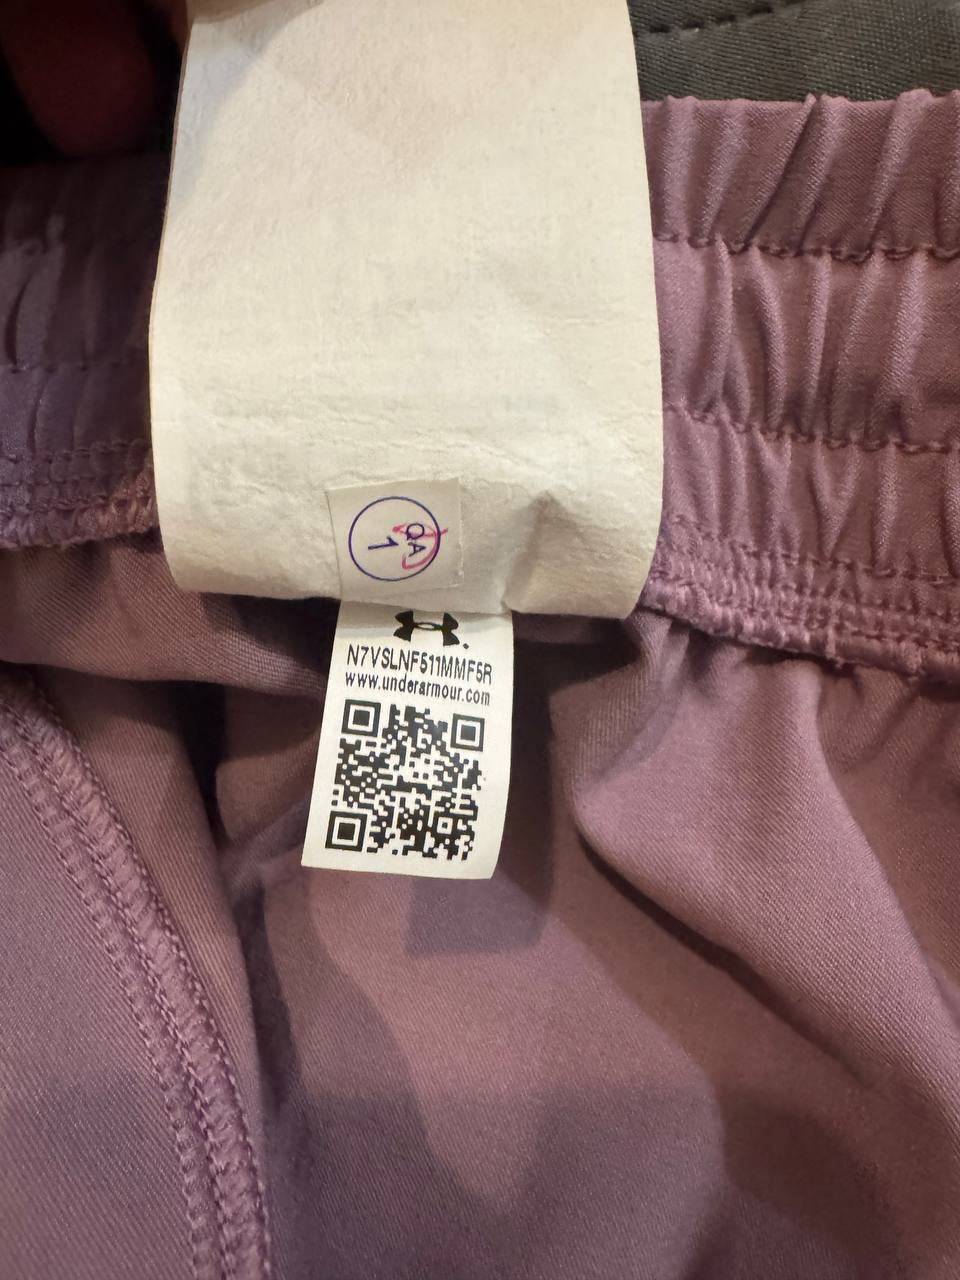 QA
1
N7VSLNF511MMF5R
www.underarmour.com